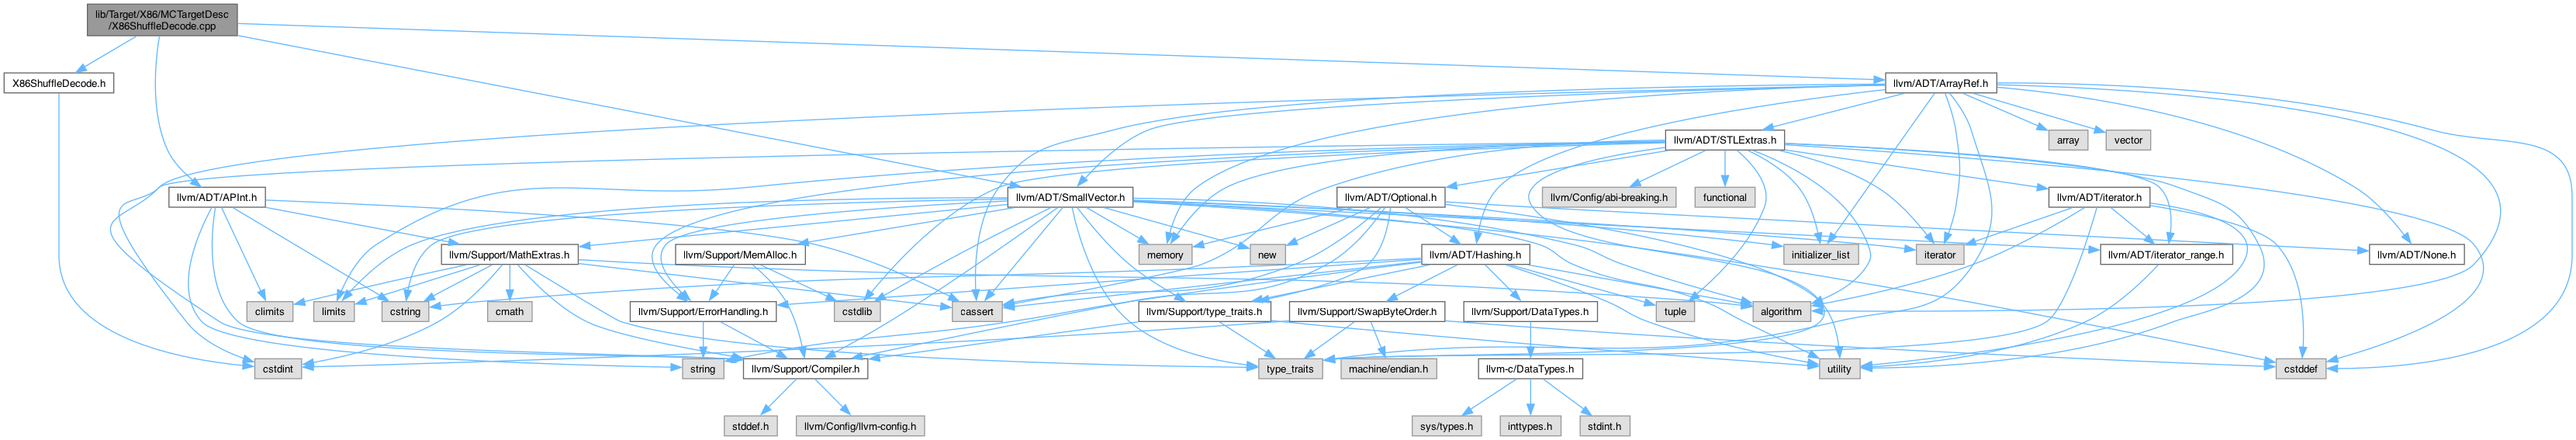 lib/Target/X86/MCTargetDesc
/X86ShuffleDecode.cpp
X86ShuffleDecode.h
llvm/ADT/ArrayRef.h
llvm/ADT/STLExtras.h
array
vector
llvm/ADT/APInt.h
llvm/ADT/SmallVector.h
llvm/ADT/Optional.h
llvm/Config/abi-breaking.h
functional
llvm/ADT/iterator.h
llvm/Support/MathExtras.h
llvm/Support/MemAlloc.h
memory
new
llvm/ADT/Hashing.h
initializer_list
iterator
llvm/ADT/iterator_range.h
llvm/ADT/None.h
climits
limits
cstring
cmath
llvm/Support/ErrorHandling.h
cstdlib
cassert
llvm/Support/type_traits.h
llvm/Support/SwapByteOrder.h
llvm/Support/DataTypes.h
tuple
algorithm
cstdint
string
llvm/Support/Compiler.h
type_traits
machine/endian.h
llvm-c/DataTypes.h
utility
cstddef
stddef.h
llvm/Config/llvm-config.h
sys/types.h
inttypes.h
stdint.h